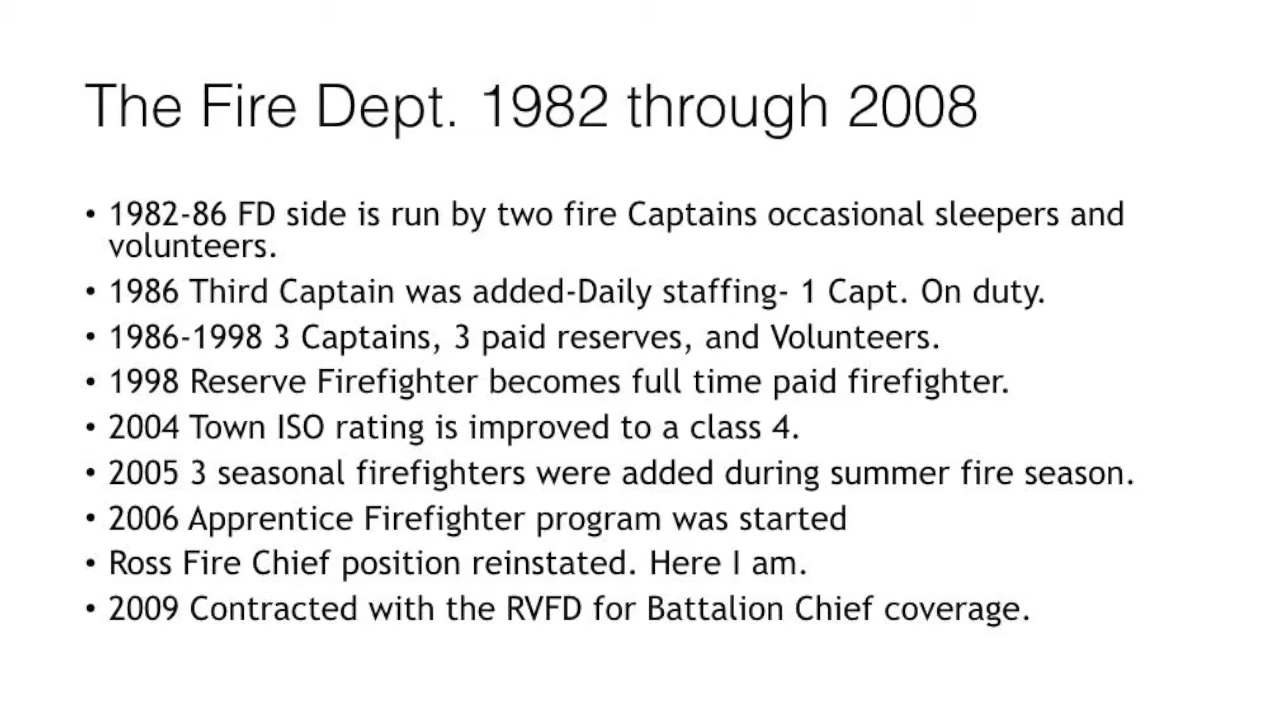 The Fire Dept. 1982 through 2008
• 1982-86 FD side is run by two fire Captains occasional sleepers and
volunteers.
• 1986 Third Captain was added-Daily staffing- 1 Capt. On duty.
• 1986-1998 3 Captains, 3 paid reserves, and Volunteers.
• 1998 Reserve Firefighter becomes full time paid firefighter.
• 2004 Town ISO rating is improved to a class 4.
• 2005 3 seasonal firefighters were added during summer fire season.
• 2006 Apprentice Firefighter program was started
• Ross Fire Chief position reinstated. Here I am.
• 2009 Contracted with the RVFD for Battalion Chief coverage.